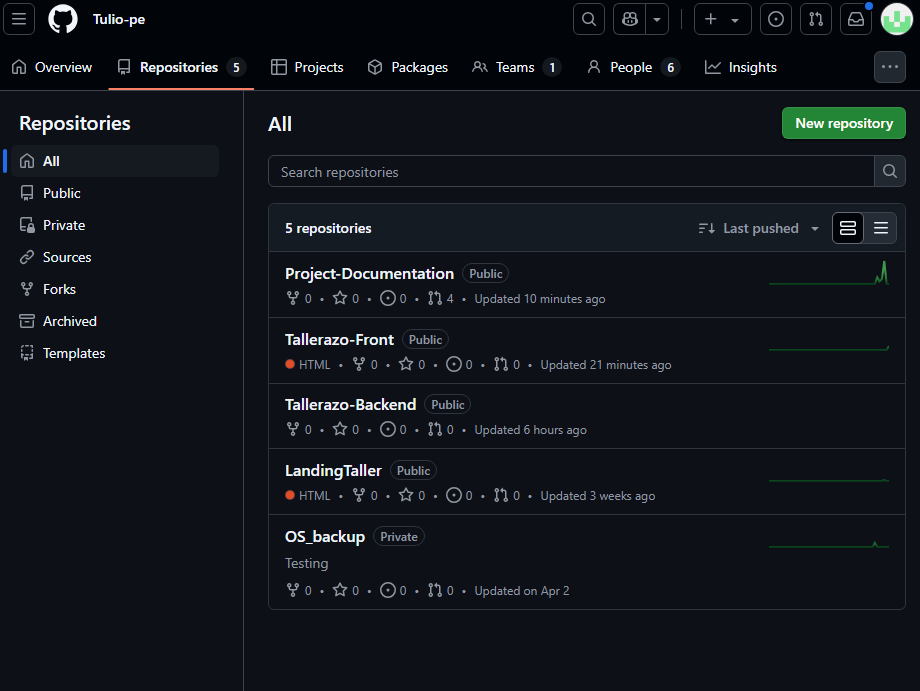 Tulio-pe
Overview Repositories 5 Projects Packages Teams 1 People 6 Insights
Repositories
All
Public
Private
Sources
Forks
Archived
Templates
All
New repository
Search repositories
5 repositories
Last pushed
Project-Documentation Public
0 • 0 • 0 • 4 • Updated 10 minutes ago
Tallerazo-Front Public
HTML • 0 • 0 • 0 • 0 • Updated 21 minutes ago
Tallerazo-Backend Public
0 • 0 • 0 • 0 • Updated 6 hours ago
LandingTaller Public
HTML • 0 • 0 • 0 • 0 • Updated 3 weeks ago
OS_backup Private
Testing
0 • 0 • 0 • 0 • Updated on Apr 2